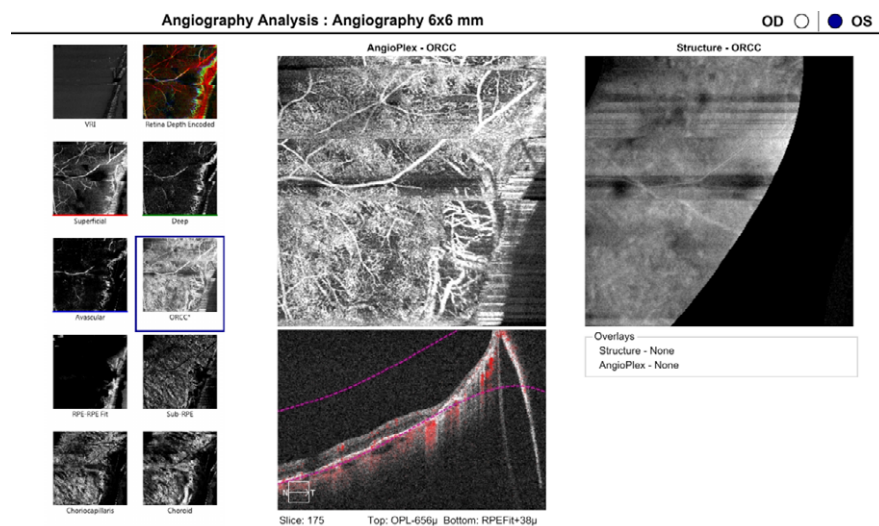 Angiography Analysis : Angiography 6x6 mm
OD OS
VRI
Retina Depth Encoded
Superficial
Deep
Avascular
ORCC*
RPE-RPE Fit
Sub-RPE
Choriocapillaris
Choroid
AngioPlex - ORCC
Slice: 175 Top: OPL-656μ Bottom: RPEFit+38μ
Structure - ORCC
Overlays
Structure - None
AngioPlex - None